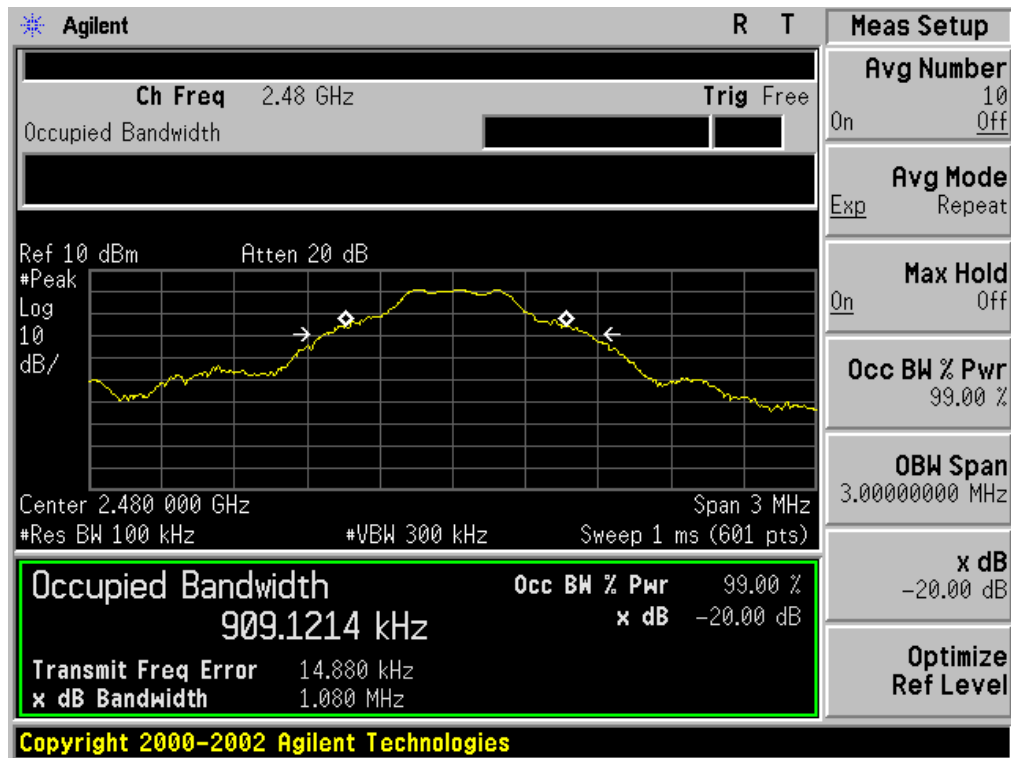 Agilent R T
Ch Freq 2.48 GHz Trig Free
Occupied Bandwidth
Ref 10 dBm Atten 20 dB
#Peak
Log
10
dB/
Center 2.480 000 GHz Span 3 MHz
#Res BW 100 kHz #VBW 300 kHz Sweep 1 ms (601 pts)
Occupied Bandwidth Occ BW % Pwr 99.00 %
909.1214 kHz x dB -20.00 dB
Transmit Freq Error 14.880 kHz
x dB Bandwidth 1.080 MHz
Copyright 2000-2002 Agilent Technologies
Meas Setup
Avg Number
10
On Off
Avg Mode
Exp Repeat
Max Hold
On Off
Occ BW % Pwr
99.00 %
OBW Span
3.00000000 MHz
x dB
-20.00 dB
Optimize
Ref Level